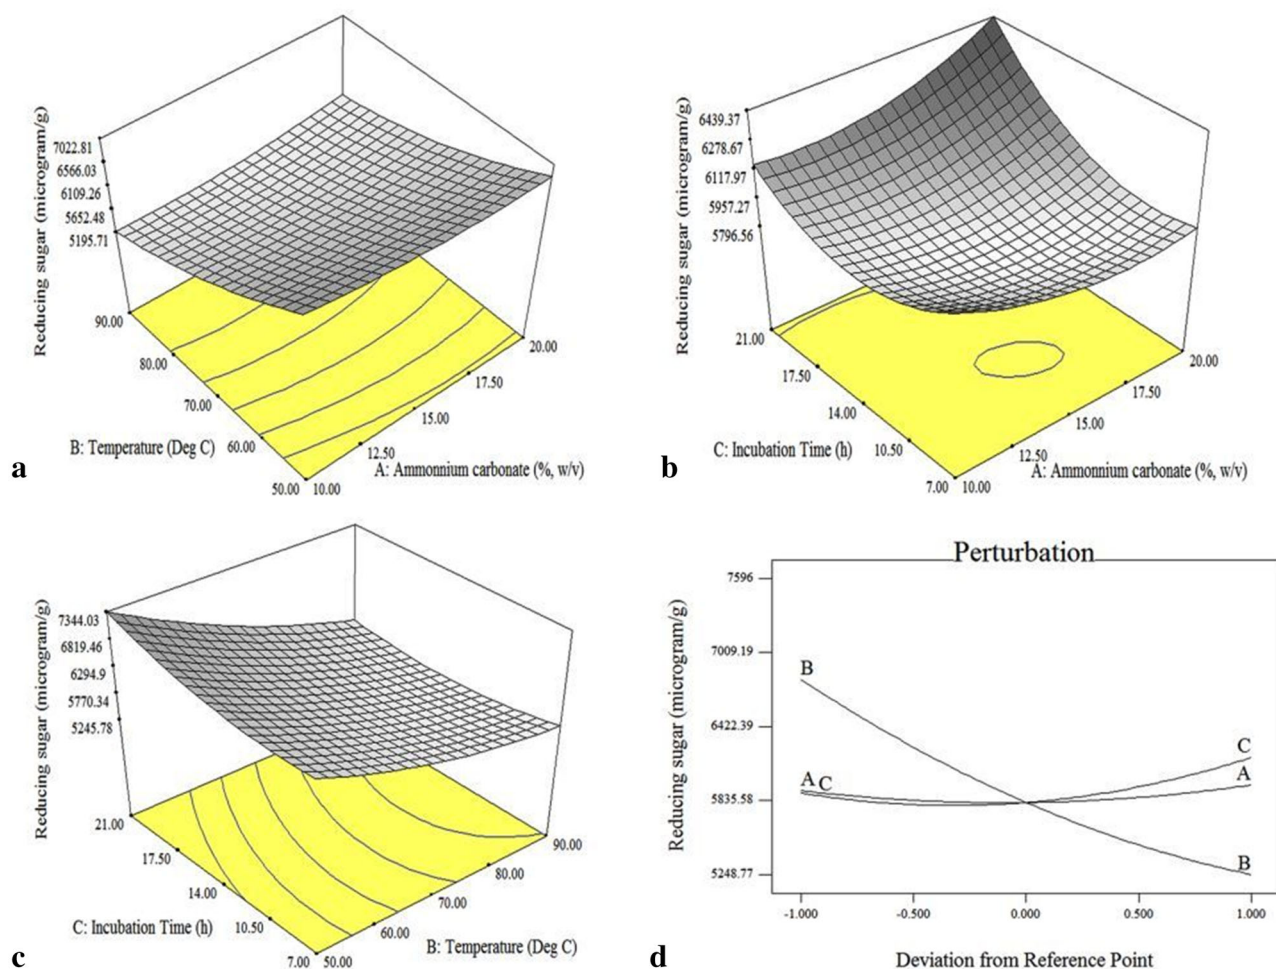 Reducing sugar (microgram/g)
7022.81
6566.03
6109.26
5652.48
5195.71
90.00
80.00
70.00
60.00
50.00
10.00
12.50
15.00
17.50
20.00
B: Temperature (Deg C)
A: Ammonnium carbonate (%, w/v)
a
Reducing sugar (microgram/g)
6439.37
6278.67
6117.97
5957.27
5796.56
21.00
17.50
14.00
10.50
7.00
10.00
12.50
15.00
17.50
20.00
C: Incubation Time (h)
A: Ammonnium carbonate (%, w/v)
b
Reducing sugar (microgram/g)
7344.03
6819.46
6294.9
5770.34
5245.78
21.00
17.50
14.00
10.50
7.00
50.00
60.00
70.00
80.00
90.00
C: Incubation Time (h)
B: Temperature (Deg C)
c
Perturbation
Reducing sugar (microgram/g)
7596
7009.19
6422.39
5835.58
5248.77
B
A C
C
A
B
-1.000 -0.500 0.000 0.500 1.000
Deviation from Reference Point
d